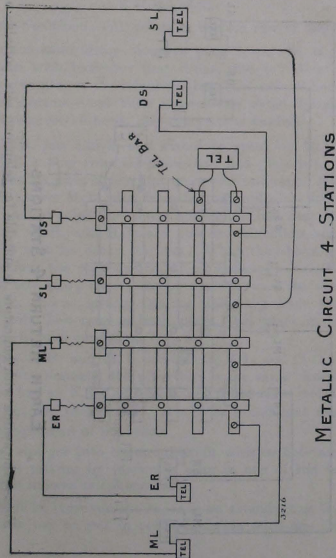 SL
TEL
DS
TEL
TEL BAR
TEL
DS
SL
ML
ER
ER
TEL
ML
TEL
3216
METALLIC CIRCUIT 4 STATIONS